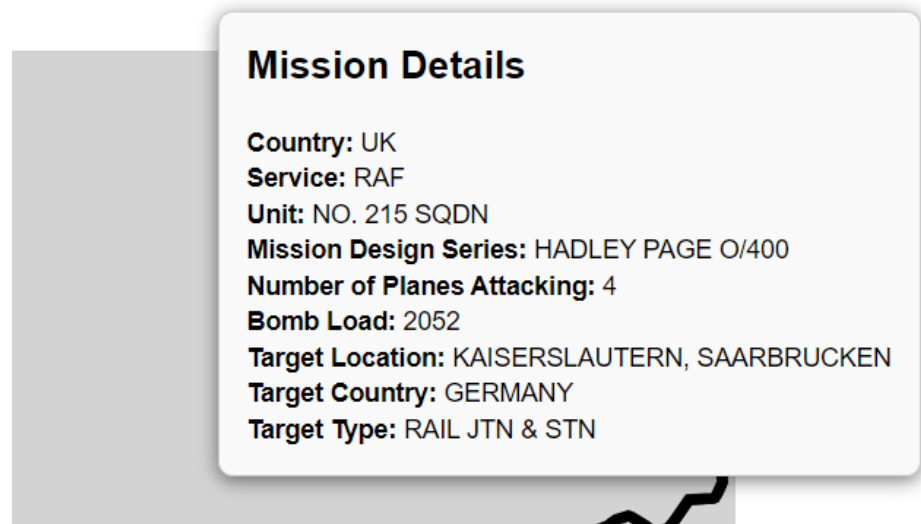 Mission Details
Country: UK
Service: RAF
Unit: NO. 215 SQDN
Mission Design Series: HADLEY PAGE O/400
Number of Planes Attacking: 4
Bomb Load: 2052
Target Location: KAISERSLAUTERN, SAARBRUCKEN
Target Country: GERMANY
Target Type: RAIL JTN & STN